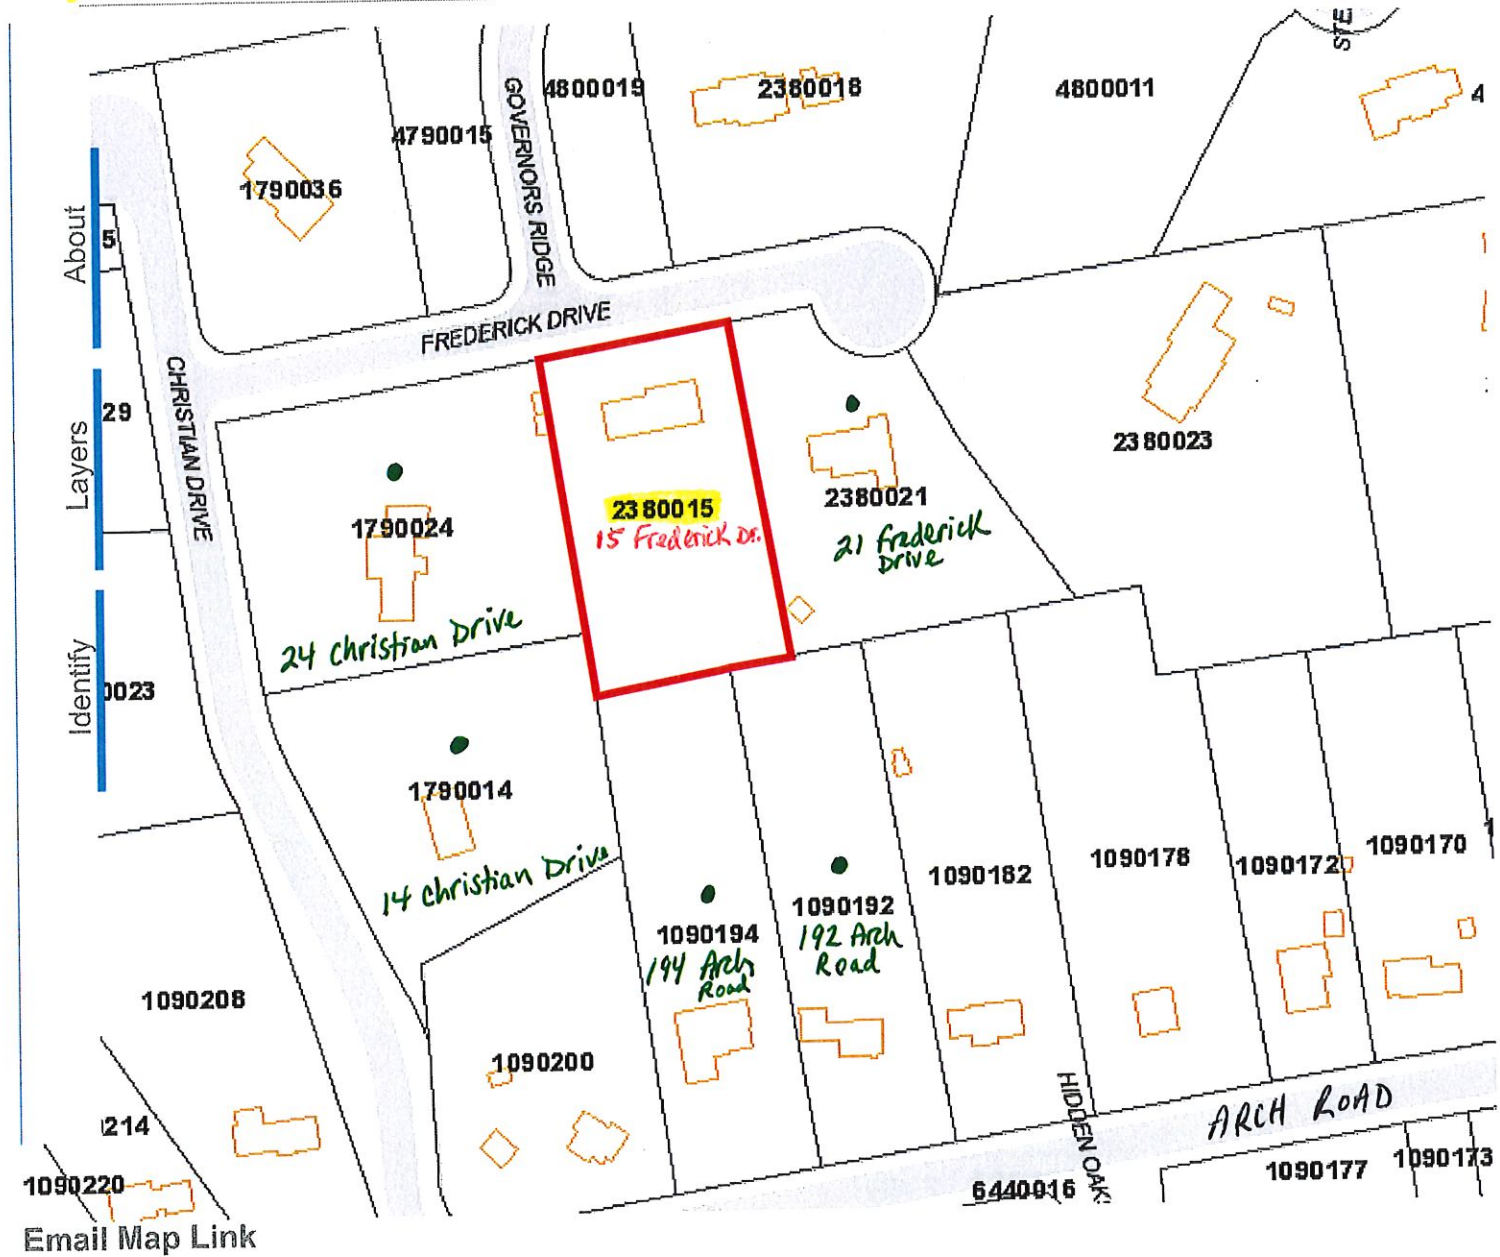 STE
4800019
2380018
4800011
4
4790015
1790036
GOVERNORS RIDGE
5
About
FREDERICK DRIVE
CHRISTIAN DRIVE
29
Layers
2380023
2380015
15 Frederick Dr.
2380021
21 Frederick
Drive
1790024
24 Christian Drive
Identify
0023
1790014
14 Christian Drive
1090194
194 Arch
Road
1090192
192 Arch
Road
1090182
1090178
1090172
1090170
1
1090208
1090200
HIDDEN OAK
ARCH ROAD
214
1090220
6440016
1090177
1090173
Email Map Link